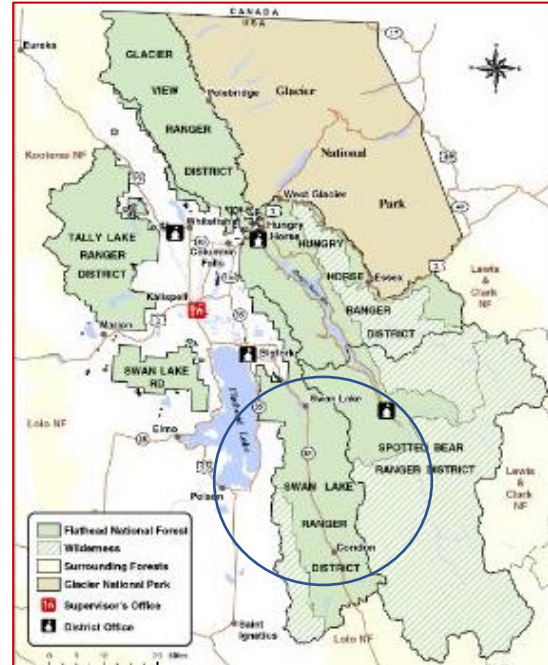 CANADA
USA
Eureka
GLACIER
VIEW
RANGER
DISTRICT
Polebridge
Glacier
National
Park
Kootenai NF
West Glacier
TALLY LAKE
RANGER
DISTRICT
Whitefish
Hungry
Horse
Columbia
Falls
HUNGRY
HORSE
RANGER
DISTRICT
Essex
Lewis
& Clark
NF
Kalispell
Marion
2
Bigfork
SWAN LAKE
RD
Flathead Lake
Swan Lake
Elmo
Lolo NF
Polson
SPOTTED BEAR
RANGER DISTRICT
Lewis
& Clark
NF
SWAN LAKE
RANGER
DISTRICT
Condon
Flathead National Forest
Wilderness
Surrounding Forests
Glacier National Park
Supervisor's Office
District Office
Saint
Ignatius
Lolo NF